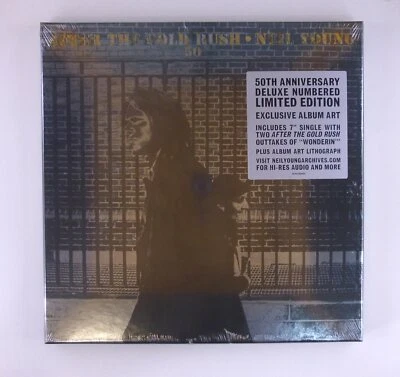 AFTER THE GOLD RUSH • NEIL YOUNG
50
50TH ANNIVERSARY
DELUXE NUMBERED
LIMITED EDITION
EXCLUSIVE ALBUM ART
INCLUDES 7" SINGLE WITH
TWO AFTER THE GOLD RUSH
OUTTAKES OF "WONDERIN'"
PLUS ALBUM ART LITHOGRAPH
VISIT NEILYOUNGARCHIVES.COM
FOR HI-RES AUDIO AND MORE